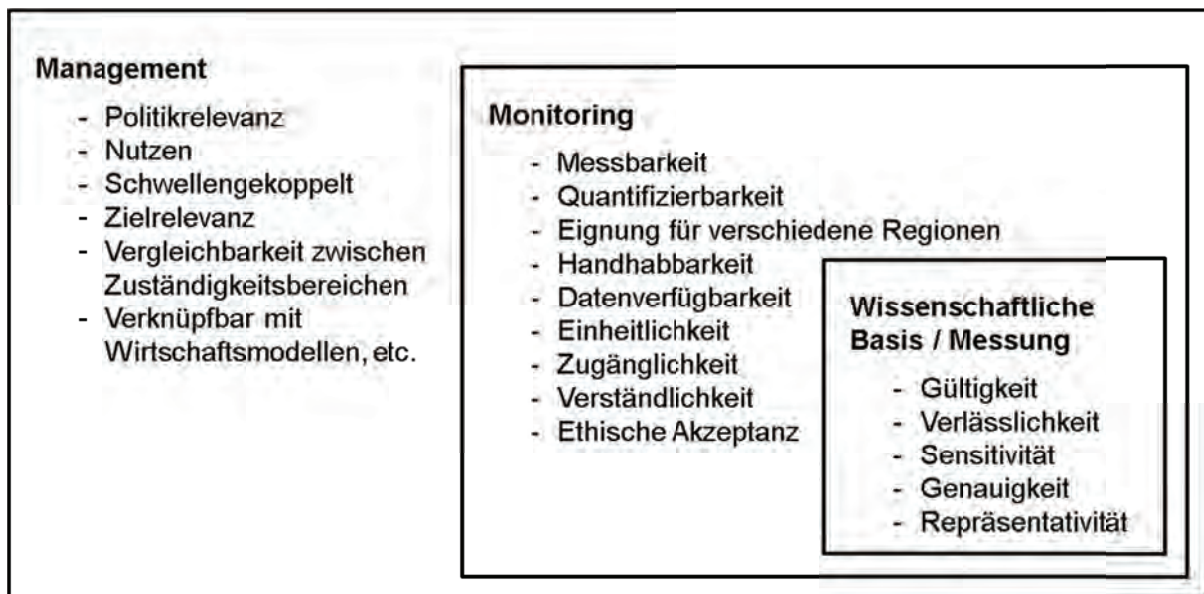 Management
- Politikrelevanz
- Nutzen
- Schwellengekoppelt
- Zielrelevanz
- Vergleichbarkeit zwischen
Zuständigkeitsbereichen
- Verknüpfbar mit
Wirtschaftsmodellen, etc.
Monitoring
- Messbarkeit
- Quantifizierbarkeit
- Eignung für verschiedene Regionen
- Handhabbarkeit
- Datenverfügbarkeit
- Einheitlichkeit
- Zugänglichkeit
- Verständlichkeit
- Ethische Akzeptanz
Wissenschaftliche
Basis / Messung
- Gültigkeit
- Verlässlichkeit
- Sensitivität
- Genauigkeit
- Repräsentativität